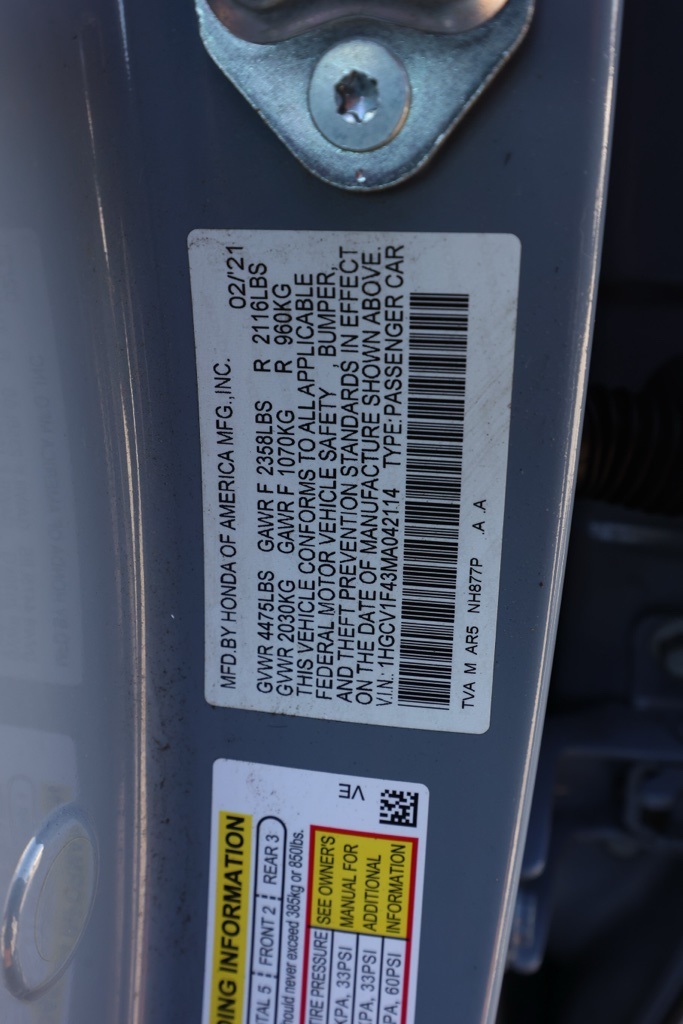 MFD.BY HONDA OF AMERICA MFG.,INC. 02/'21
GVWR 4475LBS GAWR F 2358LBS R 2116LBS
GVWR 2030KG GAWR F 1070KG R 960KG
THIS VEHICLE CONFORMS TO ALL APPLICABLE
FEDERAL MOTOR VEHICLE SAFETY, BUMPER,
AND THEFT PREVENTION STANDARDS IN EFFECT
ON THE DATE OF MANUFACTURE SHOWN ABOVE.
V.I.N.: 1HGCV1F43MA042114 TYPE:PASSENGER CAR
TVA M AR5 NH877P .A .A
VE
DING INFORMATION
TAL 5 FRONT 2 REAR 3
hould never exceed 385kg or 850lbs.
TIRE PRESSURE SEE OWNER'S
KPA, 33PSI MANUAL FOR
KPA, 33PSI ADDITIONAL
PA, 60PSI INFORMATION